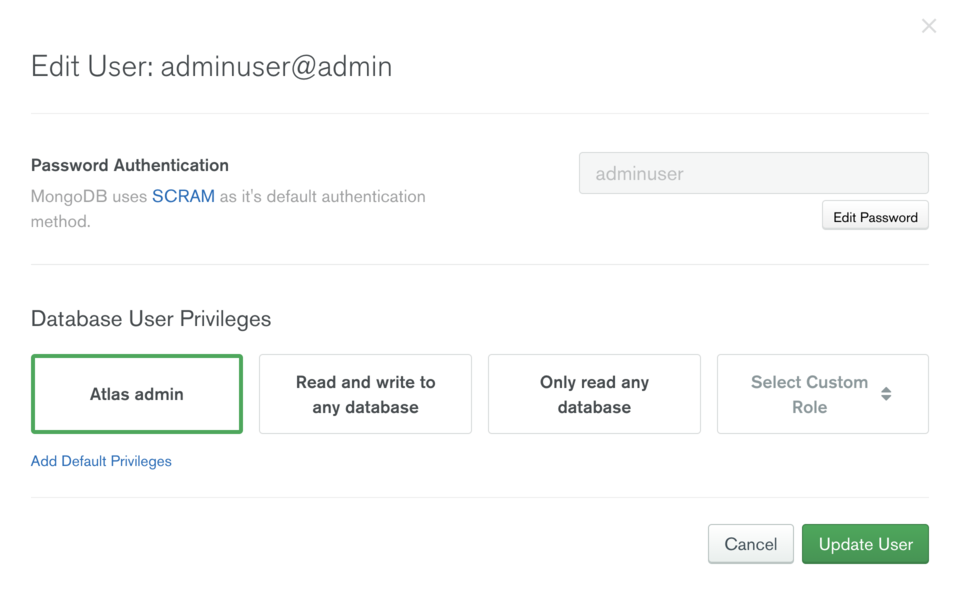 Edit User: adminuser@admin
Password Authentication
MongoDB uses SCRAM as it's default authentication
method.
adminuser
Edit Password
Database User Privileges
Atlas admin
Read and write to
any database
Only read any
database
Select Custom
Role
Add Default Privileges
Cancel
Update User